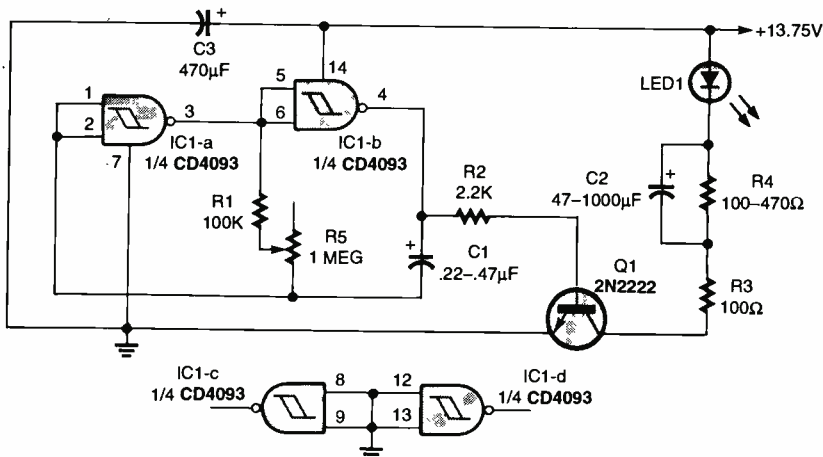 C3
470µF
+
+13.75V
LED1
1
2
3
7
IC1-a
1/4 CD4093
5
6
14
4
IC1-b
1/4 CD4093
R1
100K
R5
1 MEG
R2
2.2K
+
C1
.22–.47µF
C2
47–1000µF
+
R4
100–470Ω
Q1
2N2222
R3
100Ω
IC1-c
1/4 CD4093
8
9
12
13
IC1-d
1/4 CD4093